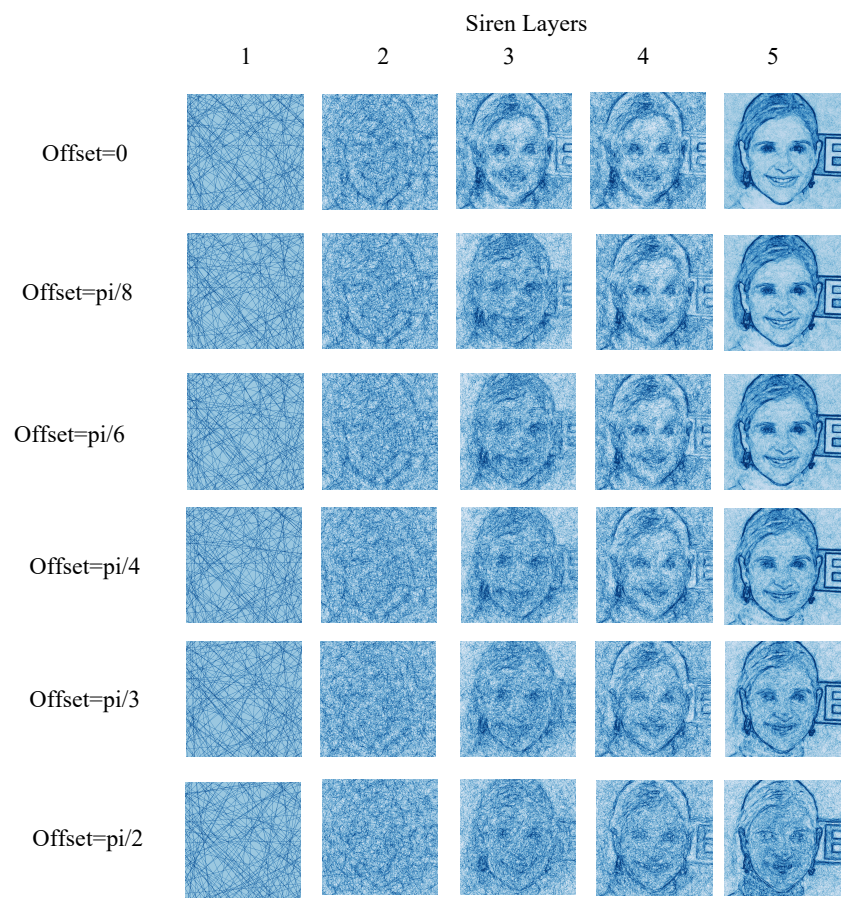 Siren Layers
1 2 3 4 5
Offset=0
Offset=pi/8
Offset=pi/6
Offset=pi/4
Offset=pi/3
Offset=pi/2